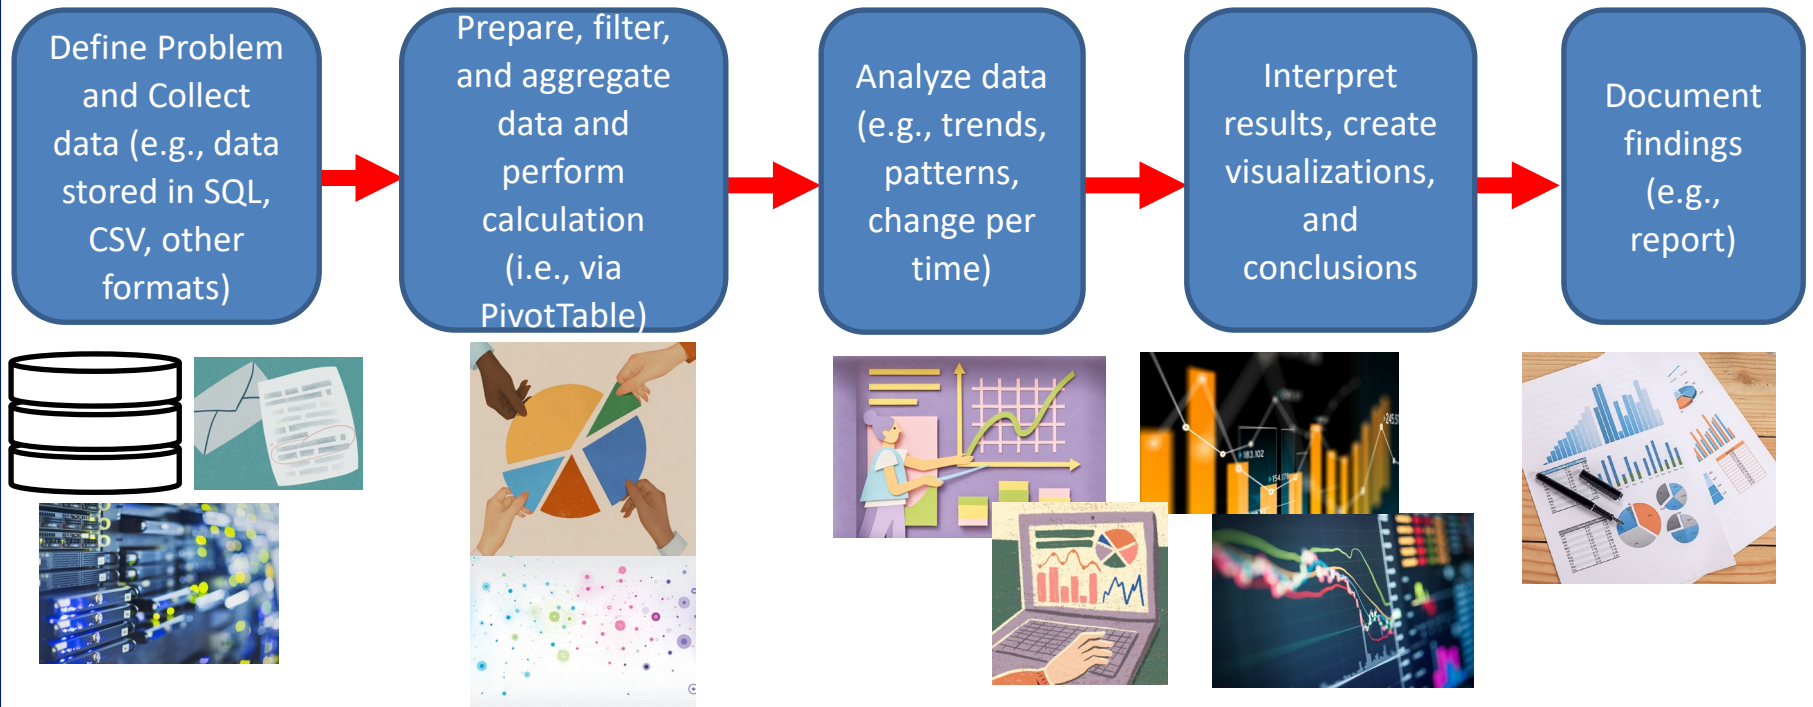 Define Problem
and Collect
data (e.g., data
stored in SQL,
CSV, other
formats)
Prepare, filter,
and aggregate
data and
perform
calculation
(i.e., via
PivotTable)
Analyze data
(e.g., trends,
patterns,
change per
time)
Interpret
results, create
visualizations,
and
conclusions
Document
findings
(e.g.,
report)
183.102